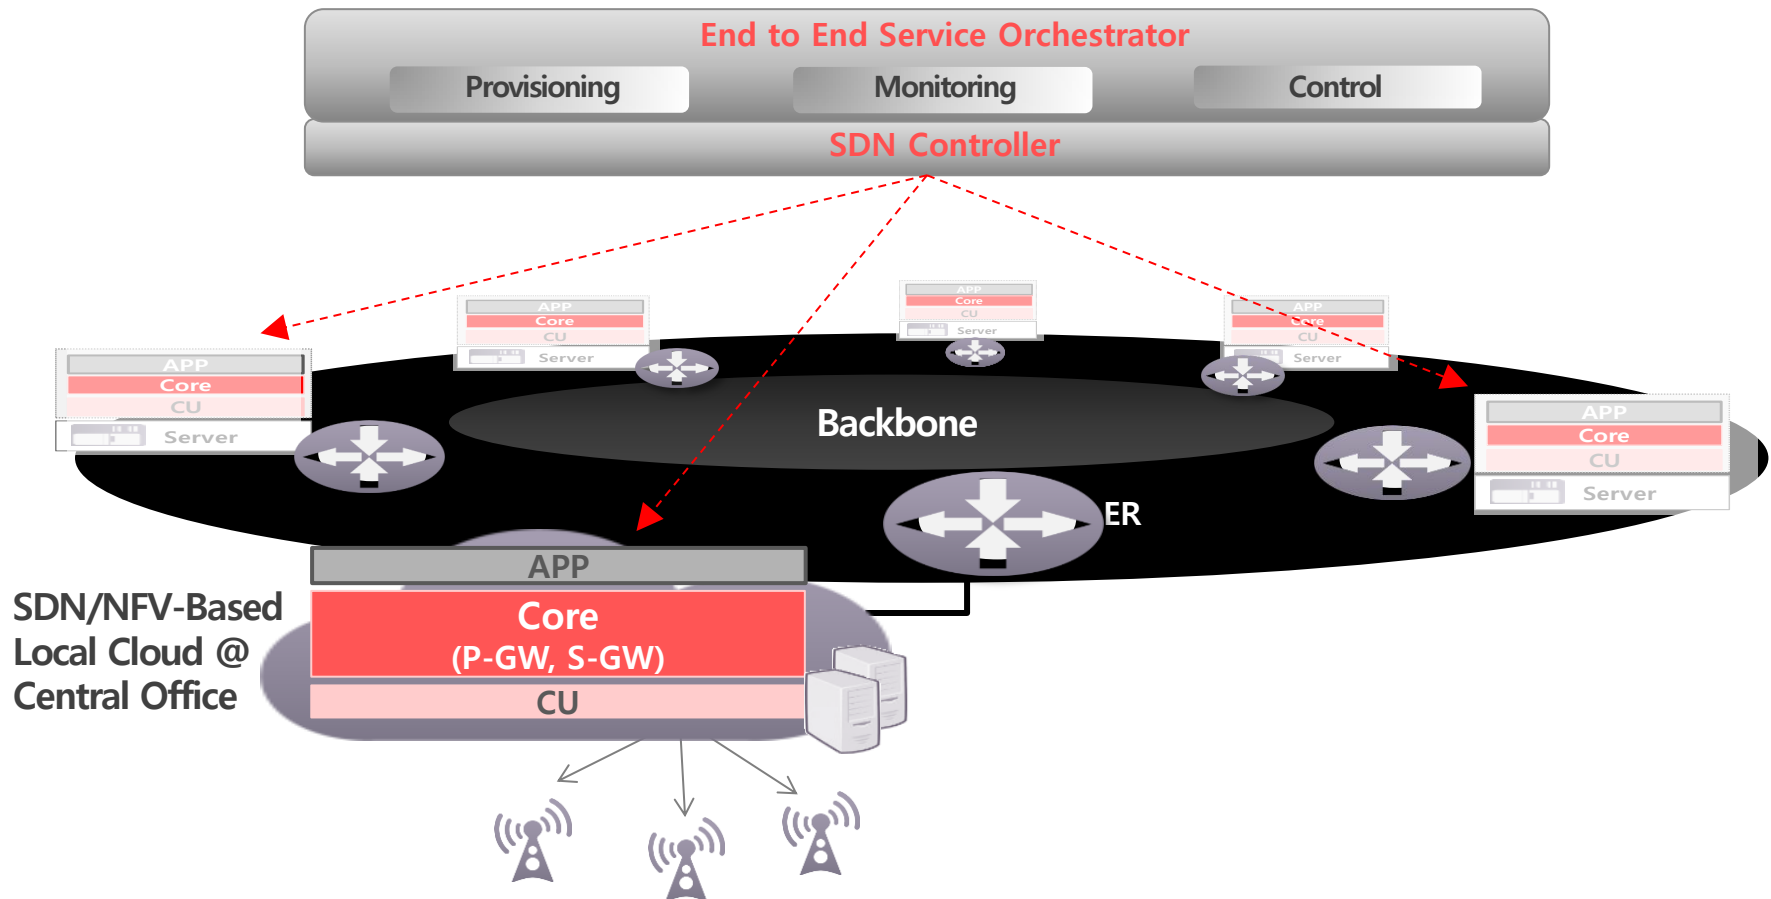 End to End Service Orchestrator
Provisioning
Monitoring
Control
SDN Controller
APP
Core
CU
Server
APP
Core
CU
Server
APP
Core
CU
Server
APP
Core
CU
Server
APP
Core
CU
Server
Backbone
ER
SDN/NFV-Based
Local Cloud @
Central Office
APP
Core
(P-GW, S-GW)
CU